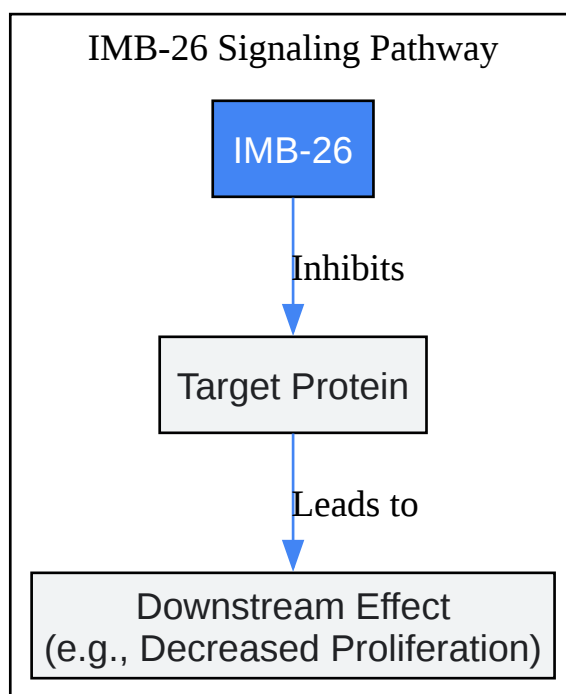 IMB-26 Signaling Pathway
IMB-26
Inhibits
Target Protein
Leads to
Downstream Effect
(e.g., Decreased Proliferation)